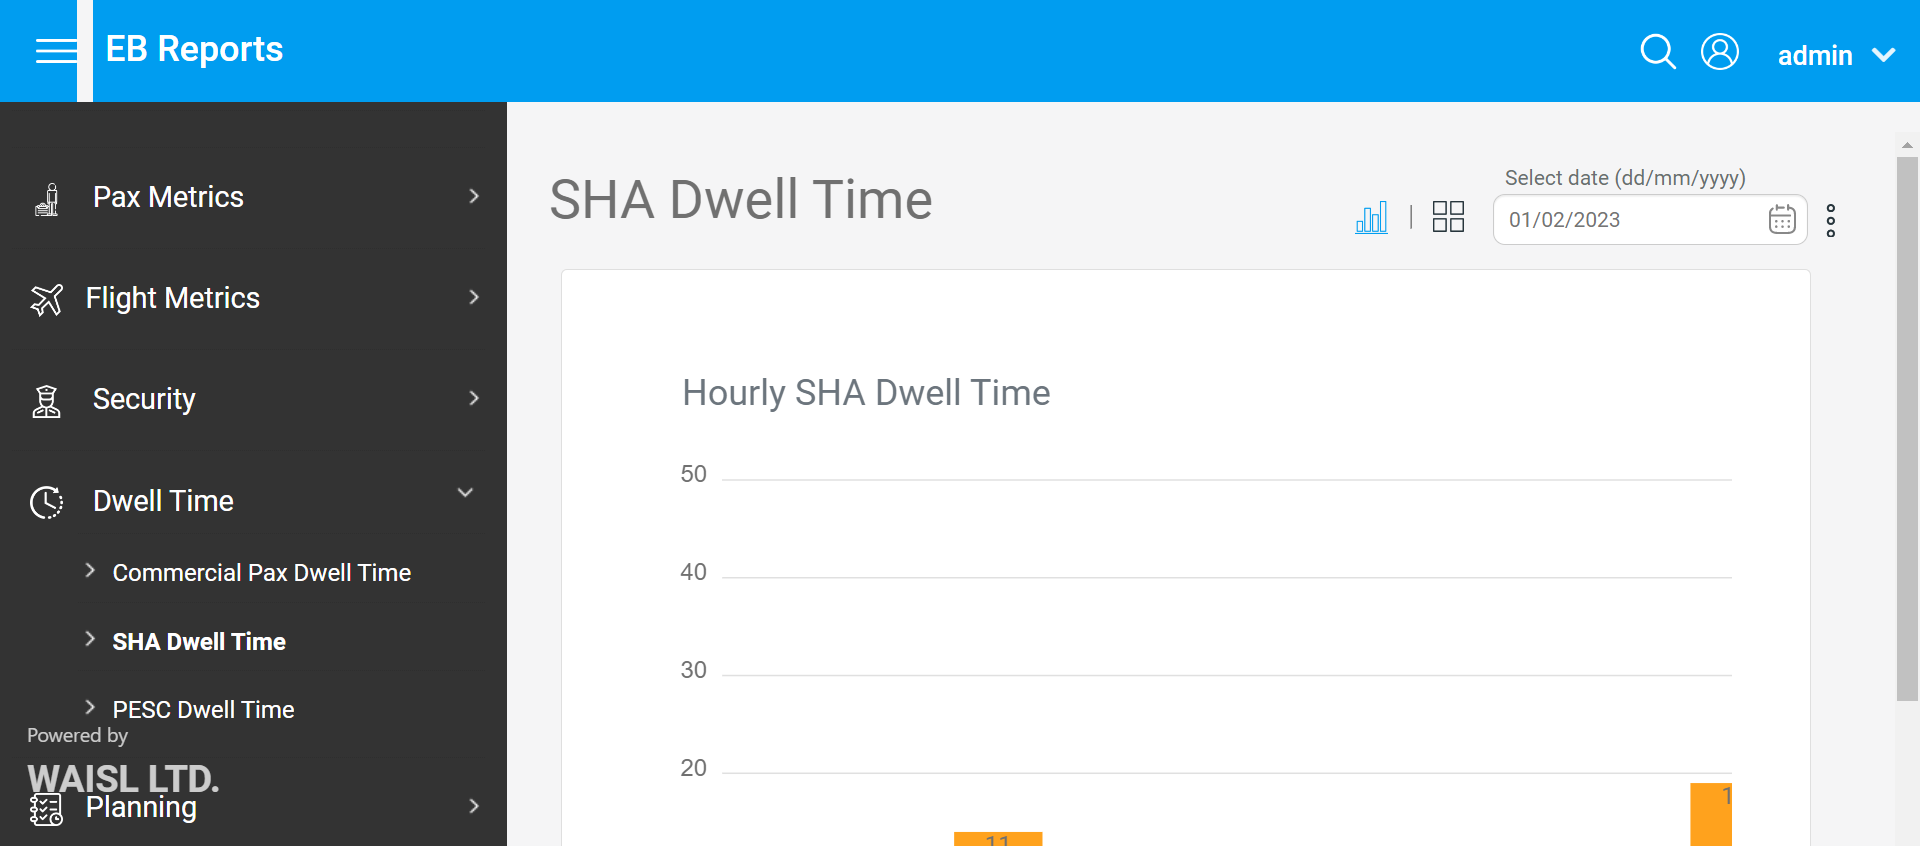 EB Reports
admin
Pax Metrics
Flight Metrics
Security
Dwell Time
Commercial Pax Dwell Time
SHA Dwell Time
PESC Dwell Time
Powered by
WAISL LTD.
Planning
SHA Dwell Time
Select date (dd/mm/yyyy)
01/02/2023
Hourly SHA Dwell Time
50
40
30
20
11
1